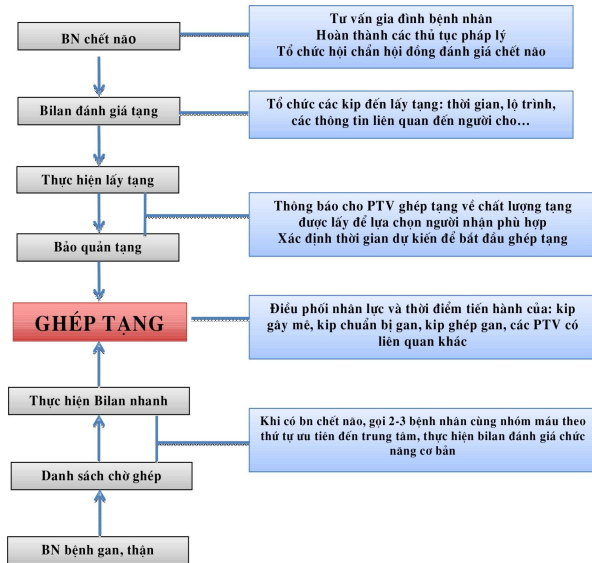 BN chết não
Tư vấn gia đình bệnh nhân
Hoàn thành các thủ tục pháp lý
Tổ chức hội chẩn hội đồng đánh giá chết não
Bilan đánh giá tạng
Tổ chức các kip đến lấy tạng: thời gian, lộ trình,
các thông tin liên quan đến người cho...
Thực hiện lấy tạng
Thông báo cho PTV ghép tạng về chất lượng tạng
được lấy để lựa chọn người nhận phù hợp
Xác định thời gian dự kiến để bắt đầu ghép tạng
Bảo quản tạng
GHÉP TẠNG
Điều phối nhân lực và thời điểm tiến hành của: kip
gây mê, kip chuẩn bị gan, kip ghép gan, các PTV có
liên quan khác
Thực hiện Bilan nhanh
Khi có bn chết não, gọi 2-3 bệnh nhân cùng nhóm máu theo
thứ tự ưu tiên đến trung tâm, thực hiện bilan đánh giá chức
năng cơ bản
Danh sách chờ ghép
BN bệnh gan, thận